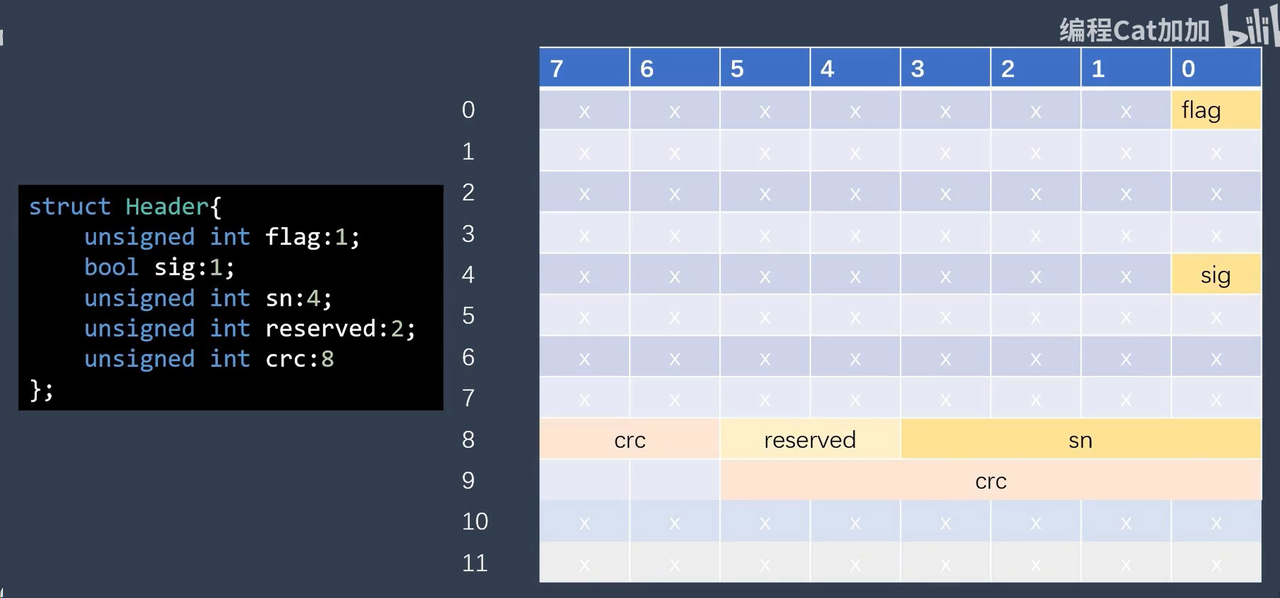 编程Cat加加 bilibili
7 6 5 4 3 2 1 0
0 x x x x x x x flag
1 x x x x x x x x
2 x x x x x x x x
3 x x x x x x x x
4 x x x x x x x sig
5 x x x x x x x x
6 x x x x x x x x
7 x x x x x x x x
8 crc reserved sn
9 crc
10 x x x x x x x x
11 x x x x x x x x
struct Header{
unsigned int flag:1;
bool sig:1;
unsigned int sn:4;
unsigned int reserved:2;
unsigned int crc:8
};